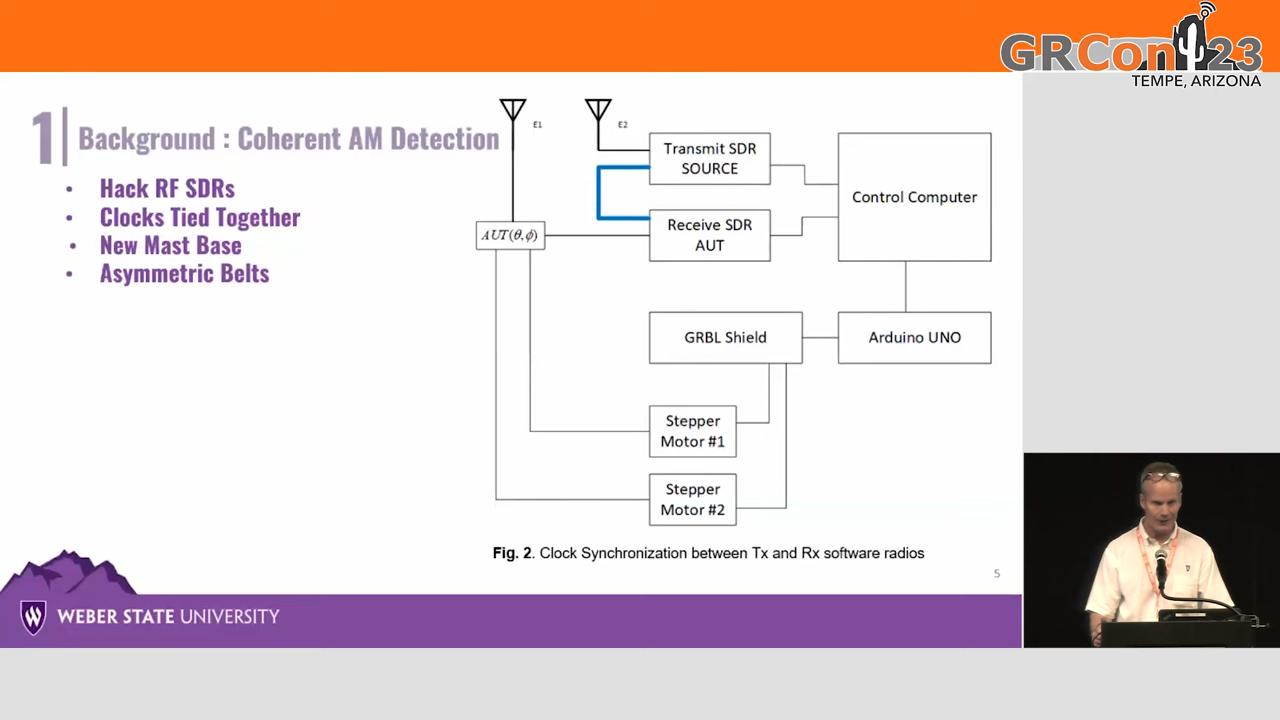 GRCon 23
TEMPE, ARIZONA
1
Background : Coherent AM Detection
• Hack RF SDRs
• Clocks Tied Together
• New Mast Base
• Asymmetric Belts
E1
E2
Transmit SDR
SOURCE
Control Computer
AUT(θ,ϕ)
Receive SDR
AUT
GRBL Shield
Arduino UNO
Stepper
Motor #1
Stepper
Motor #2
Fig. 2. Clock Synchronization between Tx and Rx software radios
5
W
WEBER STATE UNIVERSITY